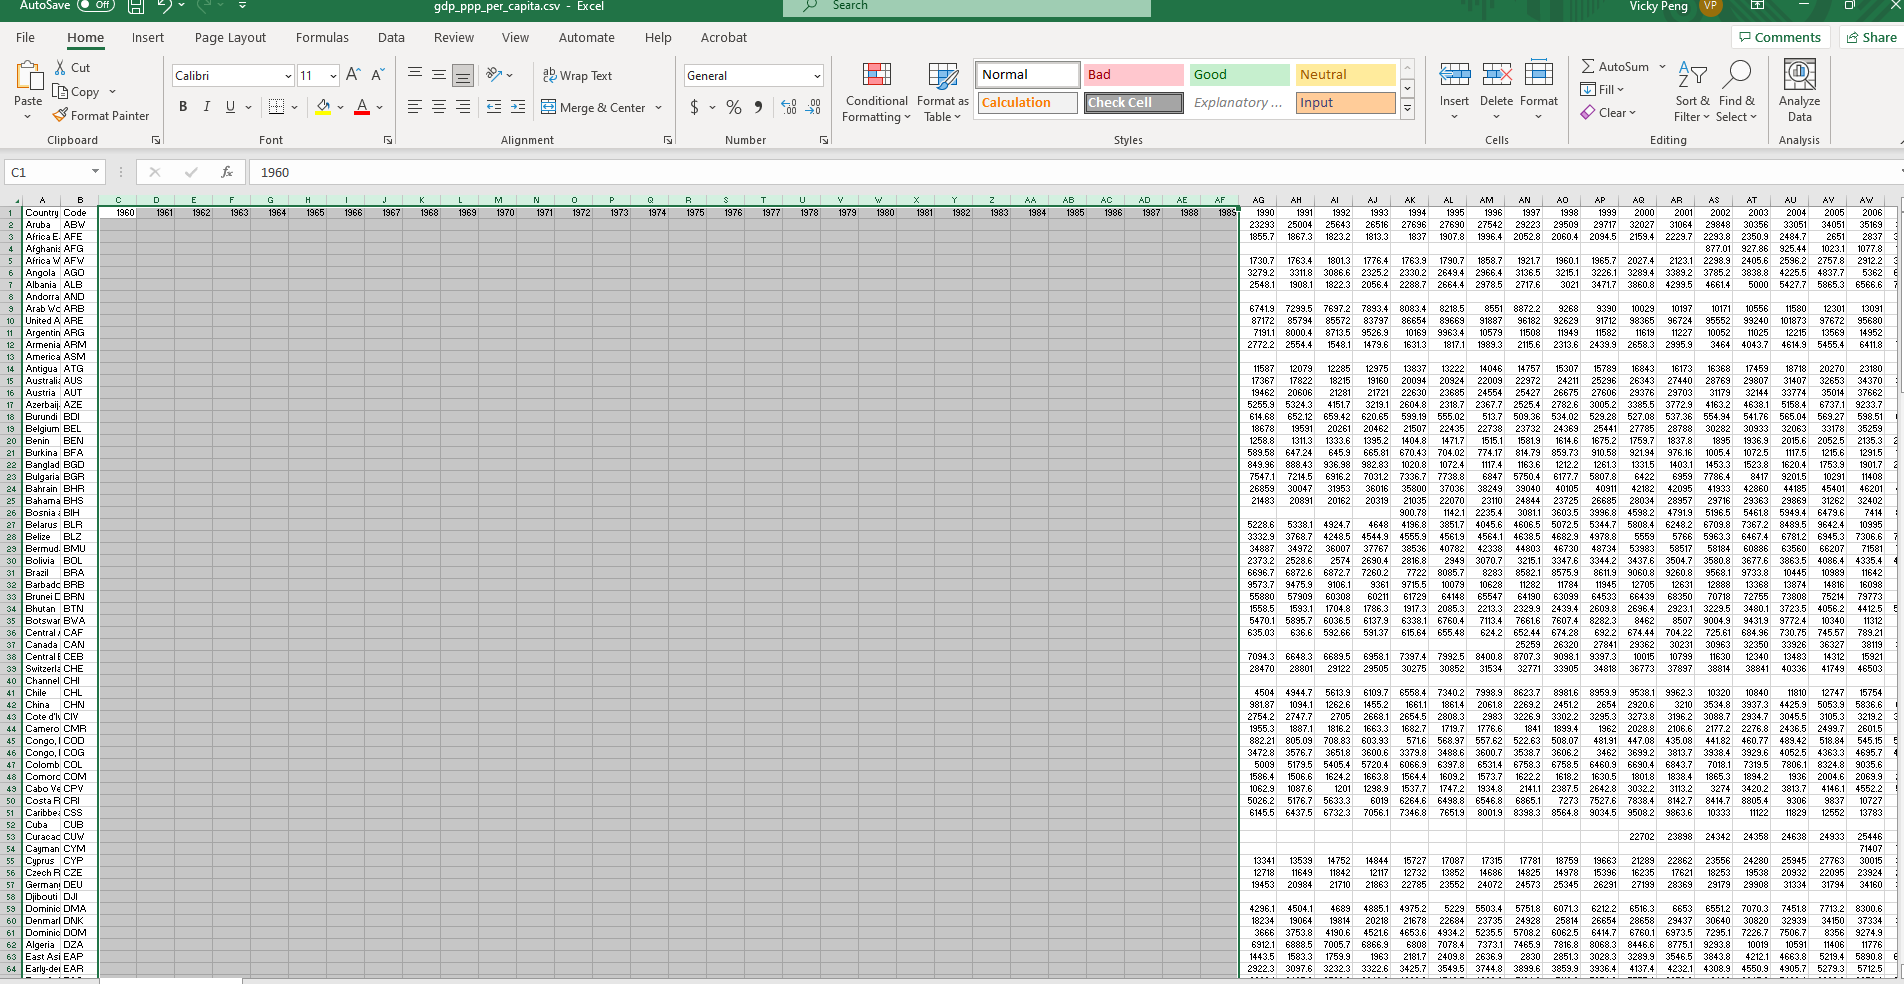 AutoSave Off gdp_ppp_per_capita.csv - Excel Search Vicky Peng VP
File Home Insert Page Layout Formulas Data Review View Automate Help Acrobat Comments Share
Paste Cut Copy Format Painter Clipboard
Calibri 11 B I U A Font
Wrap Text Merge & Center Alignment
General $ % Number
Conditional Formatting Format as Table
Normal Bad Good Neutral
Calculation Check Cell Explanatory ... Input
Styles
Insert Delete Format Cells
AutoSum Fill Clear Sort & Filter Find & Select Editing
Analyze Data Analysis
C1 fx 1960
A B C D E F G H I J K L M N O P Q R S T U V W X Y Z AA AB AC AD AE AF AG AH AI AJ AK AL AM AN AO AP AQ AR AS AT AU AV AW
1 Country Code 1960 1961 1962 1963 1964 1965 1966 1967 1968 1969 1970 1971 1972 1973 1974 1975 1976 1977 1978 1979 1980 1981 1982 1983 1984 1985 1986 1987 1988 1989 1990 1991 1992 1993 1994 1995 1996 1997 1998 1999 2000 2001 2002 2003 2004 2005 2006
2 Aruba ABW 23293 25004 25643 26516 27696 27690 27542 29223 29509 29717 32027 31064 29848 30356 33051 34051 35169
3 Africa E AFE 1855.7 1867.3 1823.2 1813.3 1837 1907.8 1996.4 2052.8 2060.4 2094.5 2159.4 2229.7 2293.8 2350.9 2484.7 2651 2837
4 Afghanis AFG 877.01 927.86 925.44 1023.1 1077.8
5 Africa W AFW 1730.7 1763.4 1801.3 1776.4 1763.9 1790.7 1858.7 1921.7 1960.1 1965.7 2027.4 2123.1 2298.9 2405.6 2596.2 2757.8 2912.2
6 Angola AGO 3279.2 3311.8 3086.6 2325.2 2330.2 2649.4 2966.4 3136.5 3215.1 3226.1 3289.4 3389.2 3785.2 3838.8 4225.5 4837.7 5362
7 Albania ALB 2548.1 1908.1 1822.3 2056.4 2288.7 2664.4 2978.5 2717.6 3021 3471.7 3860.8 4299.5 4661.4 5000 5427.7 5865.3 6566.6
8 Andorra AND
9 Arab Wo ARB 6741.9 7299.5 7697.2 7893.4 8083.4 8218.5 8551 8872.2 9268 9390 10029 10197 10171 10556 11580 12301 13091
10 United A ARE 87172 85794 85572 83797 86654 89669 91887 96182 92629 91712 98365 96724 95552 99240 101873 97672 95680
11 Argentin ARG 7191.1 8000.4 8713.5 9526.9 10169 9963.4 10579 11508 11949 11582 11619 11227 10052 11025 12215 13569 14952
12 Armenia ARM 2772.2 2554.4 1548.1 1479.6 1631.3 1817.1 1989.3 2115.6 2313.6 2439.9 2658.3 2995.9 3464 4043.7 4614.9 5455.4 6411.8
13 America ASM
14 Antigua ATG 11587 12079 12285 12975 13837 13222 14046 14757 15307 15789 16843 16173 16368 17459 18718 20270 23180
15 Australia AUS 17367 17822 18215 19160 20094 20924 22009 22972 24211 25296 26343 27440 28769 29807 31407 32653 34370
16 Austria AUT 19462 20606 21281 21721 22630 23685 24554 25427 26675 27606 29376 29703 31179 32144 33774 35014 37662
17 Azerbaij AZE 5255.9 5324.3 4151.7 3219.1 2604.8 2318.7 2367.7 2525.4 2782.6 3005.2 3385.5 3772.9 4163.2 4638.1 5158.4 6737.1 9233.7
18 Burundi BDI 614.68 652.12 659.42 620.65 599.19 555.02 513.7 509.36 534.02 529.28 527.08 537.36 554.94 541.76 565.04 569.27 598.51
19 Belgium BEL 18678 19591 20261 20462 21507 22435 22738 23732 24369 25441 27785 28788 30282 30933 32063 33178 35259
20 Benin BEN 1258.8 1311.3 1333.6 1395.2 1404.8 1471.7 1515.1 1581.9 1614.6 1675.2 1759.7 1837.8 1895 1936.9 2015.6 2052.5 2135.3
21 Burkina BFA 589.58 647.24 645.9 665.81 670.43 704.02 774.17 814.79 859.73 910.58 921.94 976.16 1005.4 1072.5 1117.5 1215.6 1291.5
22 Banglad BGD 849.96 888.43 936.98 982.83 1020.8 1072.4 1117.4 1163.6 1212.2 1261.3 1331.5 1403.1 1453.3 1523.8 1620.4 1753.9 1901.7
23 Bulgaria BGR 7547.1 7214.5 6916.2 7031.2 7336.7 7738.8 6847 5750.4 6177.7 5807.8 6422 6959 7786.4 8417 9201.5 10291 11408
24 Bahrain BHR 26859 30047 31953 36016 35800 37036 38249 39040 40105 40911 42182 42095 41933 42860 44185 45401 46201
25 Bahama BHS 21483 20891 20162 20319 21035 22070 23110 24844 23725 26685 28034 28957 29716 29363 29869 31262 32402
26 Bosnia a BIH 900.78 1142.1 2235.4 3081.1 3603.5 3996.8 4598.2 4791.9 5196.5 5461.8 5949.4 6479.6 7414
27 Belarus BLR 5228.6 5338.1 4924.7 4648 4196.8 3851.7 4045.6 4606.5 5072.5 5344.7 5808.4 6248.2 6709.8 7367.2 8489.5 9642.4 10995
28 Belize BLZ 3332.9 3768.7 4248.5 4544.9 4555.9 4561.9 4564.1 4638.5 4682.9 4978.8 5559 5766 5963.3 6467.4 6781.2 6945.3 7306.6
29 Bermud BMU 34887 34972 36007 37767 38536 40782 42338 44803 46730 48734 53983 58517 58184 60886 63560 66207 71581
30 Bolivia BOL 2373.2 2528.6 2574 2690.4 2816.8 2949 3070.7 3215.1 3347.6 3344.2 3437.6 3504.7 3580.8 3677.6 3863.5 4086.4 4335.4
31 Brazil BRA 6696.7 6872.6 6872.7 7260.2 7722 8085.7 8283 8582.1 8575.9 8611.9 9060.8 9260.8 9568.1 9733.8 10445 10989 11642
32 Barbado BRB 9573.7 9475.9 9106.1 9361 9715.5 10079 10628 11282 11784 11945 12705 12631 12888 13368 13874 14816 16098
33 Brunei D BRN 55880 57909 60308 60211 61729 64148 65547 64190 63099 64533 66439 68350 70718 72755 73808 75214 79773
34 Bhutan BTN 1558.5 1593.1 1704.8 1786.3 1917.3 2085.3 2213.3 2329.9 2439.4 2609.8 2696.4 2923.1 3229.5 3480.1 3723.5 4056.2 4412.5
35 Botswar BWA 5470.1 5895.7 6036.5 6137.9 6338.1 6760.4 7113.4 7661.6 7607.4 8282.3 8462 8507 9004.9 9431.9 9772.4 10340 11312
36 Central A CAF 635.03 636.6 592.66 591.37 615.64 655.48 624.2 652.44 674.28 692.2 674.44 704.22 725.61 684.96 730.75 745.57 789.21
37 Canada CAN 25259 26320 27841 29362 30231 30963 32350 33926 36327 38119
38 Central E CEB 7094.3 6648.3 6689.5 6958.1 7397.4 7992.5 8400.8 8707.3 9098.1 9397.3 10015 10799 11630 12340 13483 14312 15921
39 Switzerla CHE 28470 28801 29122 29505 30275 30852 31534 32771 33905 34818 36773 37897 38814 38841 40336 41749 46503
40 Channel CHI
41 Chile CHL 4504 4944.7 5613.9 6109.7 6558.4 7340.2 7998.9 8623.7 8981.6 8959.9 9538.1 9962.3 10320 10840 11810 12747 15754
42 China CHN 981.87 1094.1 1262.6 1455.2 1661.1 1861.4 2061.8 2269.2 2451.2 2654 2920.6 3210 3534.8 3937.3 4425.9 5053.9 5836.6
43 Cote d'Iv CIV 2754.2 2747.7 2705 2668.1 2654.5 2808.3 2983 3226.9 3302.2 3295.3 3273.8 3196.2 3088.7 2934.7 3045.5 3105.3 3219.2
44 Camero CMR 1955.3 1887.1 1816.2 1663.3 1682.7 1719.7 1776.6 1841 1899.4 1962 2028.8 2106.6 2177.2 2276.8 2436.5 2499.7 2601.5
45 Congo, I COD 882.21 805.09 708.83 603.93 571.6 568.97 557.62 522.63 508.07 481.91 447.08 435.08 441.82 460.77 489.42 518.84 545.15
46 Congo, I COG 3472.8 3576.7 3651.8 3600.6 3379.8 3488.6 3600.7 3538.7 3606.2 3462 3699.2 3813.7 3938.4 3929.6 4052.5 4363.3 4695.7
47 Colomb COL 5009 5179.5 5405.4 5720.4 6066.9 6397.8 6531.4 6758.3 6758.5 6460.9 6690.4 6843.7 7018.1 7319.5 7806.1 8324.8 9035.6
48 Comoro COM 1586.4 1506.6 1624.2 1663.8 1564.4 1609.2 1573.7 1622.2 1618.2 1630.5 1801.8 1838.4 1865.3 1894.2 1936 2004.6 2069.9
49 Cabo Ve CPV 1062.9 1087.6 1201 1298.9 1537.7 1747.2 1934.8 2141.1 2387.5 2642.8 3032.2 3113.2 3274 3420.2 3813.7 4146.1 4552.2
50 Costa R CRI 5026.2 5176.7 5633.3 6019 6264.6 6498.8 6546.8 6865.1 7273 7527.6 7838.4 8142.7 8414.7 8805.4 9306 9837 10727
51 Caribbea CSS 6145.5 6437.5 6732.3 7056.1 7346.8 7651.9 8001.9 8398.3 8564.8 9034.5 9508.2 9863.6 10333 11122 11829 12552 13783
52 Cuba CUB
53 Curacao CUW 22702 23898 24342 24358 24638 24933 25446
54 Cayman CYM 71407
55 Cyprus CYP 13341 13539 14752 14844 15727 17087 17315 17781 18759 19663 21289 22862 23556 24280 25945 27763 30015
56 Czech R CZE 12718 11649 11842 12117 12732 13852 14686 14825 14978 15396 16235 17621 18253 19538 20932 22095 23924
57 German DEU 19453 20984 21710 21863 22785 23552 24072 24573 25345 26291 27199 28369 29179 29908 31334 31794 34160
58 Djibouti DJI
59 Dominic DMA 4296.1 4504.1 4689 4885.1 4975.2 5229 5503.4 5751.8 6071.3 6212.2 6516.3 6653 6551.2 7070.3 7451.8 7713.2 8300.6
60 Denmarl DNK 18234 19064 19814 20218 21678 22684 23735 24928 25814 26654 28658 29437 30640 30820 32939 34150 37334
61 Dominic DOM 3666 3753.8 4190.6 4521.6 4653.6 4934.2 5235.5 5708.2 6062.5 6414.7 6760.1 6973.5 7295.1 7226.7 7506.7 8356 9274.9
62 Algeria DZA 6912.1 6888.5 7005.7 6866.9 6808 7078.4 7373.1 7465.9 7816.8 8068.3 8446.6 8775.1 9293.8 10019 10591 11406 11776
63 East Asi EAP 1443.5 1583.3 1759.9 1963 2181.7 2409.8 2636.9 2830 2851.3 3028.3 3289.9 3546.5 3843.8 4212.1 4663.8 5219.4 5890.8
64 Early-der EAR 2922.3 3097.6 3232.3 3322.6 3425.7 3549.5 3744.8 3899.6 3859.9 3936.4 4137.4 4232.1 4308.9 4550.9 4905.7 5279.3 5712.5